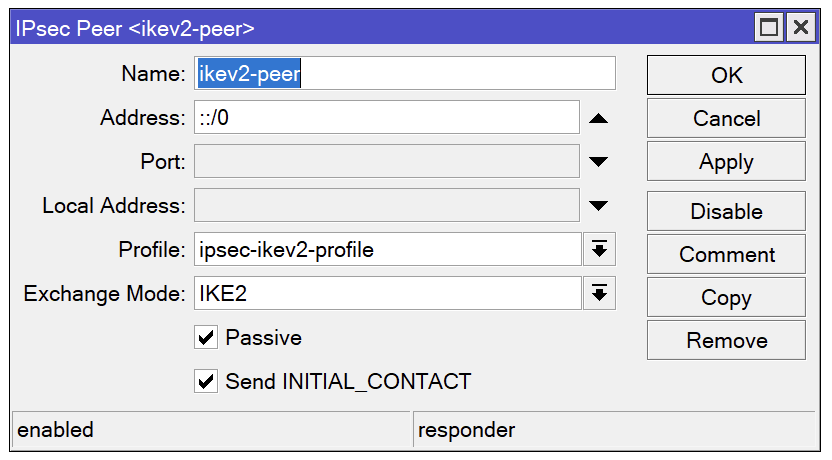 IPsec Peer <ikev2-peer>
Name: ikev2-peer
OK
Address: ::/0
Cancel
Port:
Apply
Local Address:
Disable
Profile: ipsec-ikev2-profile
Comment
Exchange Mode: IKE2
Copy
Passive
Remove
Send INITIAL_CONTACT
enabled
responder